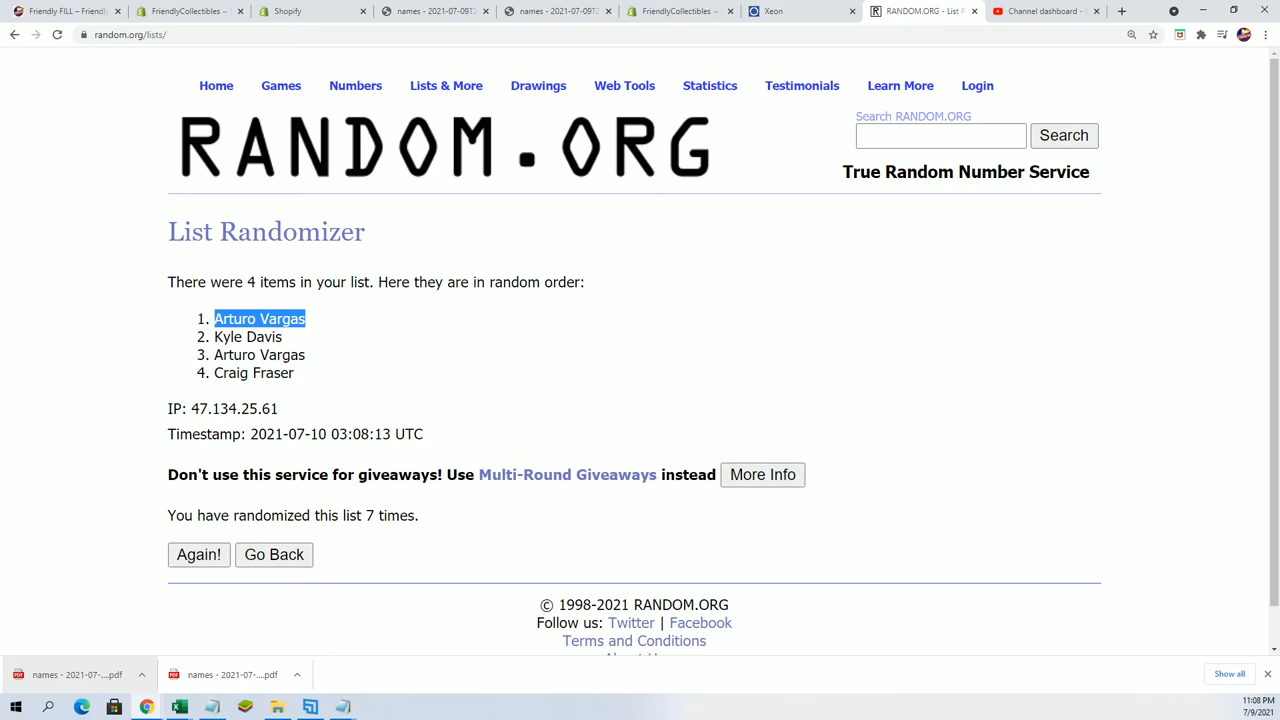 Friendly FILL – Friendly
FriendlyCollectibles –
Shopify
names - 2021-07-09T2
names - 2021-07-09T2
FriendlyCollectibles –
Xeon
RANDOM.ORG - List R
Channel dashboard -
random.org/lists/
Home Games Numbers Lists & More Drawings Web Tools Statistics Testimonials Learn More Login
Search RANDOM.ORG
RANDOM.ORG
Search
True Random Number Service
List Randomizer
There were 4 items in your list. Here they are in random order:
1. Arturo Vargas
2. Kyle Davis
3. Arturo Vargas
4. Craig Fraser
IP: 47.134.25.61
Timestamp: 2021-07-10 03:08:13 UTC
Don't use this service for giveaways! Use Multi-Round Giveaways instead More Info
You have randomized this list 7 times.
Again! Go Back
© 1998-2021 RANDOM.ORG
Follow us: Twitter | Facebook
Terms and Conditions
names - 2021-07-....pdf
names - 2021-07-....pdf
Show all
11:08 PM
7/9/2021